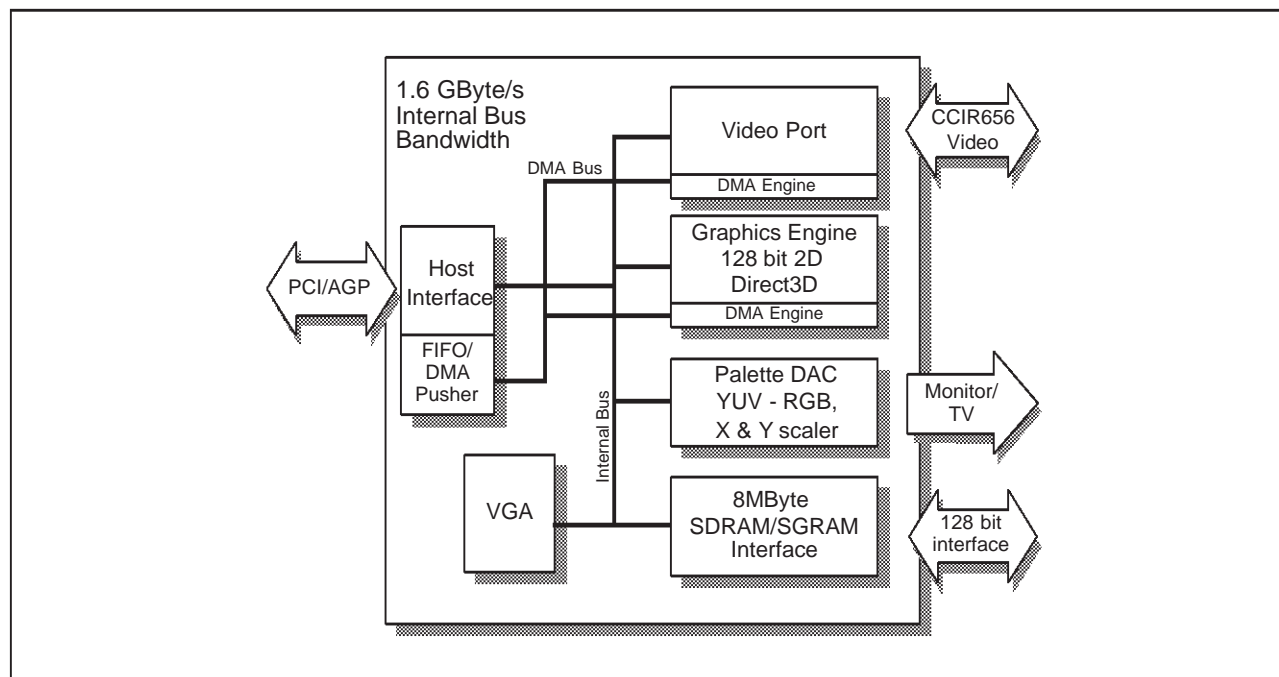 1.6 GByte/s
Internal Bus
Bandwidth
Video Port
DMA Engine
CCIR656
Video
DMA Bus
Graphics Engine
128 bit 2D
Direct3D
DMA Engine
PCI/AGP
Host
Interface
FIFO/
DMA
Pusher
Palette DAC
YUV - RGB,
X & Y scaler
Monitor/
TV
Internal Bus
VGA
8MByte
SDRAM/SGRAM
Interface
128 bit
interface